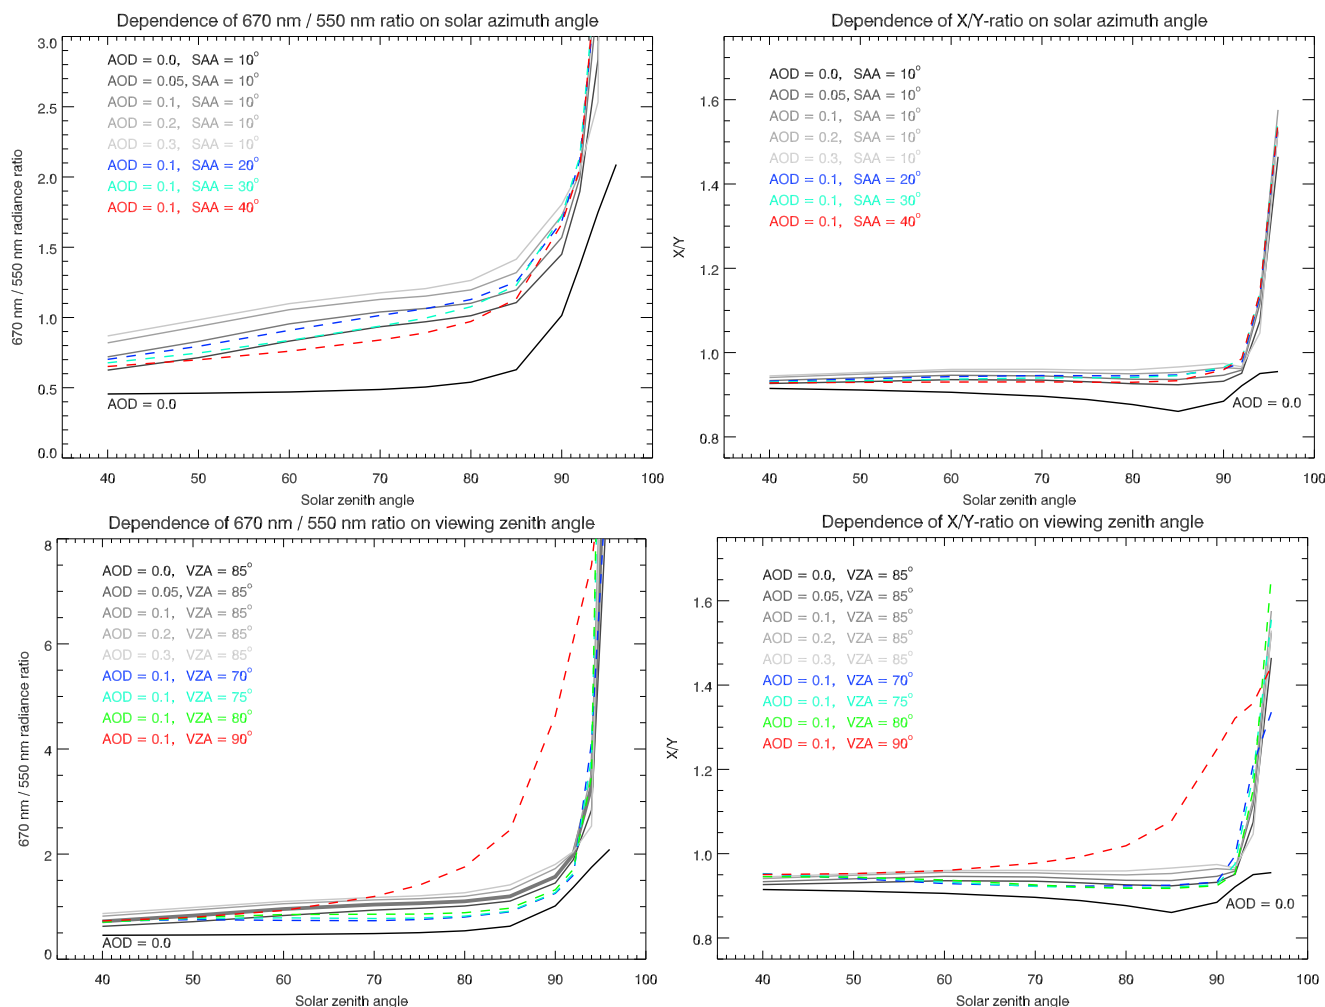 Dependence of 670 nm / 550 nm ratio on solar azimuth angle
3.0
2.5
2.0
1.5
1.0
0.5
0.0
670 nm / 550 nm radiance ratio
AOD = 0.0, SAA = 10°
AOD = 0.05, SAA = 10°
AOD = 0.1, SAA = 10°
AOD = 0.2, SAA = 10°
AOD = 0.3, SAA = 10°
AOD = 0.1, SAA = 20°
AOD = 0.1, SAA = 30°
AOD = 0.1, SAA = 40°
AOD = 0.0
40 50 60 70 80 90 100
Solar zenith angle
Dependence of X/Y-ratio on solar azimuth angle
1.6
1.4
1.2
1.0
0.8
X/Y
AOD = 0.0, SAA = 10°
AOD = 0.05, SAA = 10°
AOD = 0.1, SAA = 10°
AOD = 0.2, SAA = 10°
AOD = 0.3, SAA = 10°
AOD = 0.1, SAA = 20°
AOD = 0.1, SAA = 30°
AOD = 0.1, SAA = 40°
AOD = 0.0
40 50 60 70 80 90 100
Solar zenith angle
Dependence of 670 nm / 550 nm ratio on viewing zenith angle
8
6
4
2
0
670 nm / 550 nm radiance ratio
AOD = 0.0, VZA = 85°
AOD = 0.05, VZA = 85°
AOD = 0.1, VZA = 85°
AOD = 0.2, VZA = 85°
AOD = 0.3, VZA = 85°
AOD = 0.1, VZA = 70°
AOD = 0.1, VZA = 75°
AOD = 0.1, VZA = 80°
AOD = 0.1, VZA = 90°
AOD = 0.0
40 50 60 70 80 90 100
Solar zenith angle
Dependence of X/Y-ratio on viewing zenith angle
1.6
1.4
1.2
1.0
0.8
X/Y
AOD = 0.0, VZA = 85°
AOD = 0.05, VZA = 85°
AOD = 0.1, VZA = 85°
AOD = 0.2, VZA = 85°
AOD = 0.3, VZA = 85°
AOD = 0.1, VZA = 70°
AOD = 0.1, VZA = 75°
AOD = 0.1, VZA = 80°
AOD = 0.1, VZA = 90°
AOD = 0.0
40 50 60 70 80 90 100
Solar zenith angle